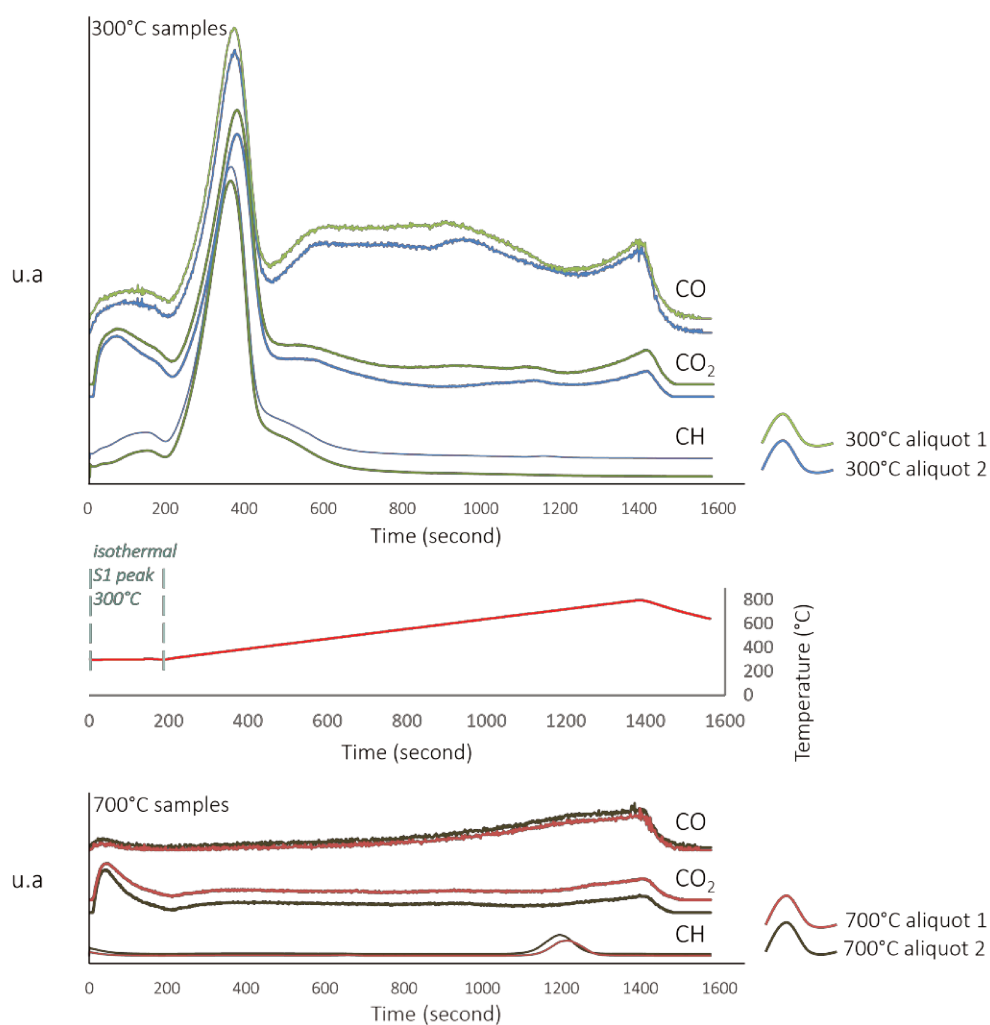 300°C samples
u.a
CO
CO2
CH
300°C aliquot 1
300°C aliquot 2
0 200 400 600 800 1000 1200 1400 1600
Time (second)
isothermal
S1 peak
300°C
800
600
400
200
0
Temperature (°C)
0 200 400 600 800 1000 1200 1400 1600
Time (second)
700°C samples
u.a
CO
CO2
CH
700°C aliquot 1
700°C aliquot 2
0 200 400 600 800 1000 1200 1400 1600
Time (second)